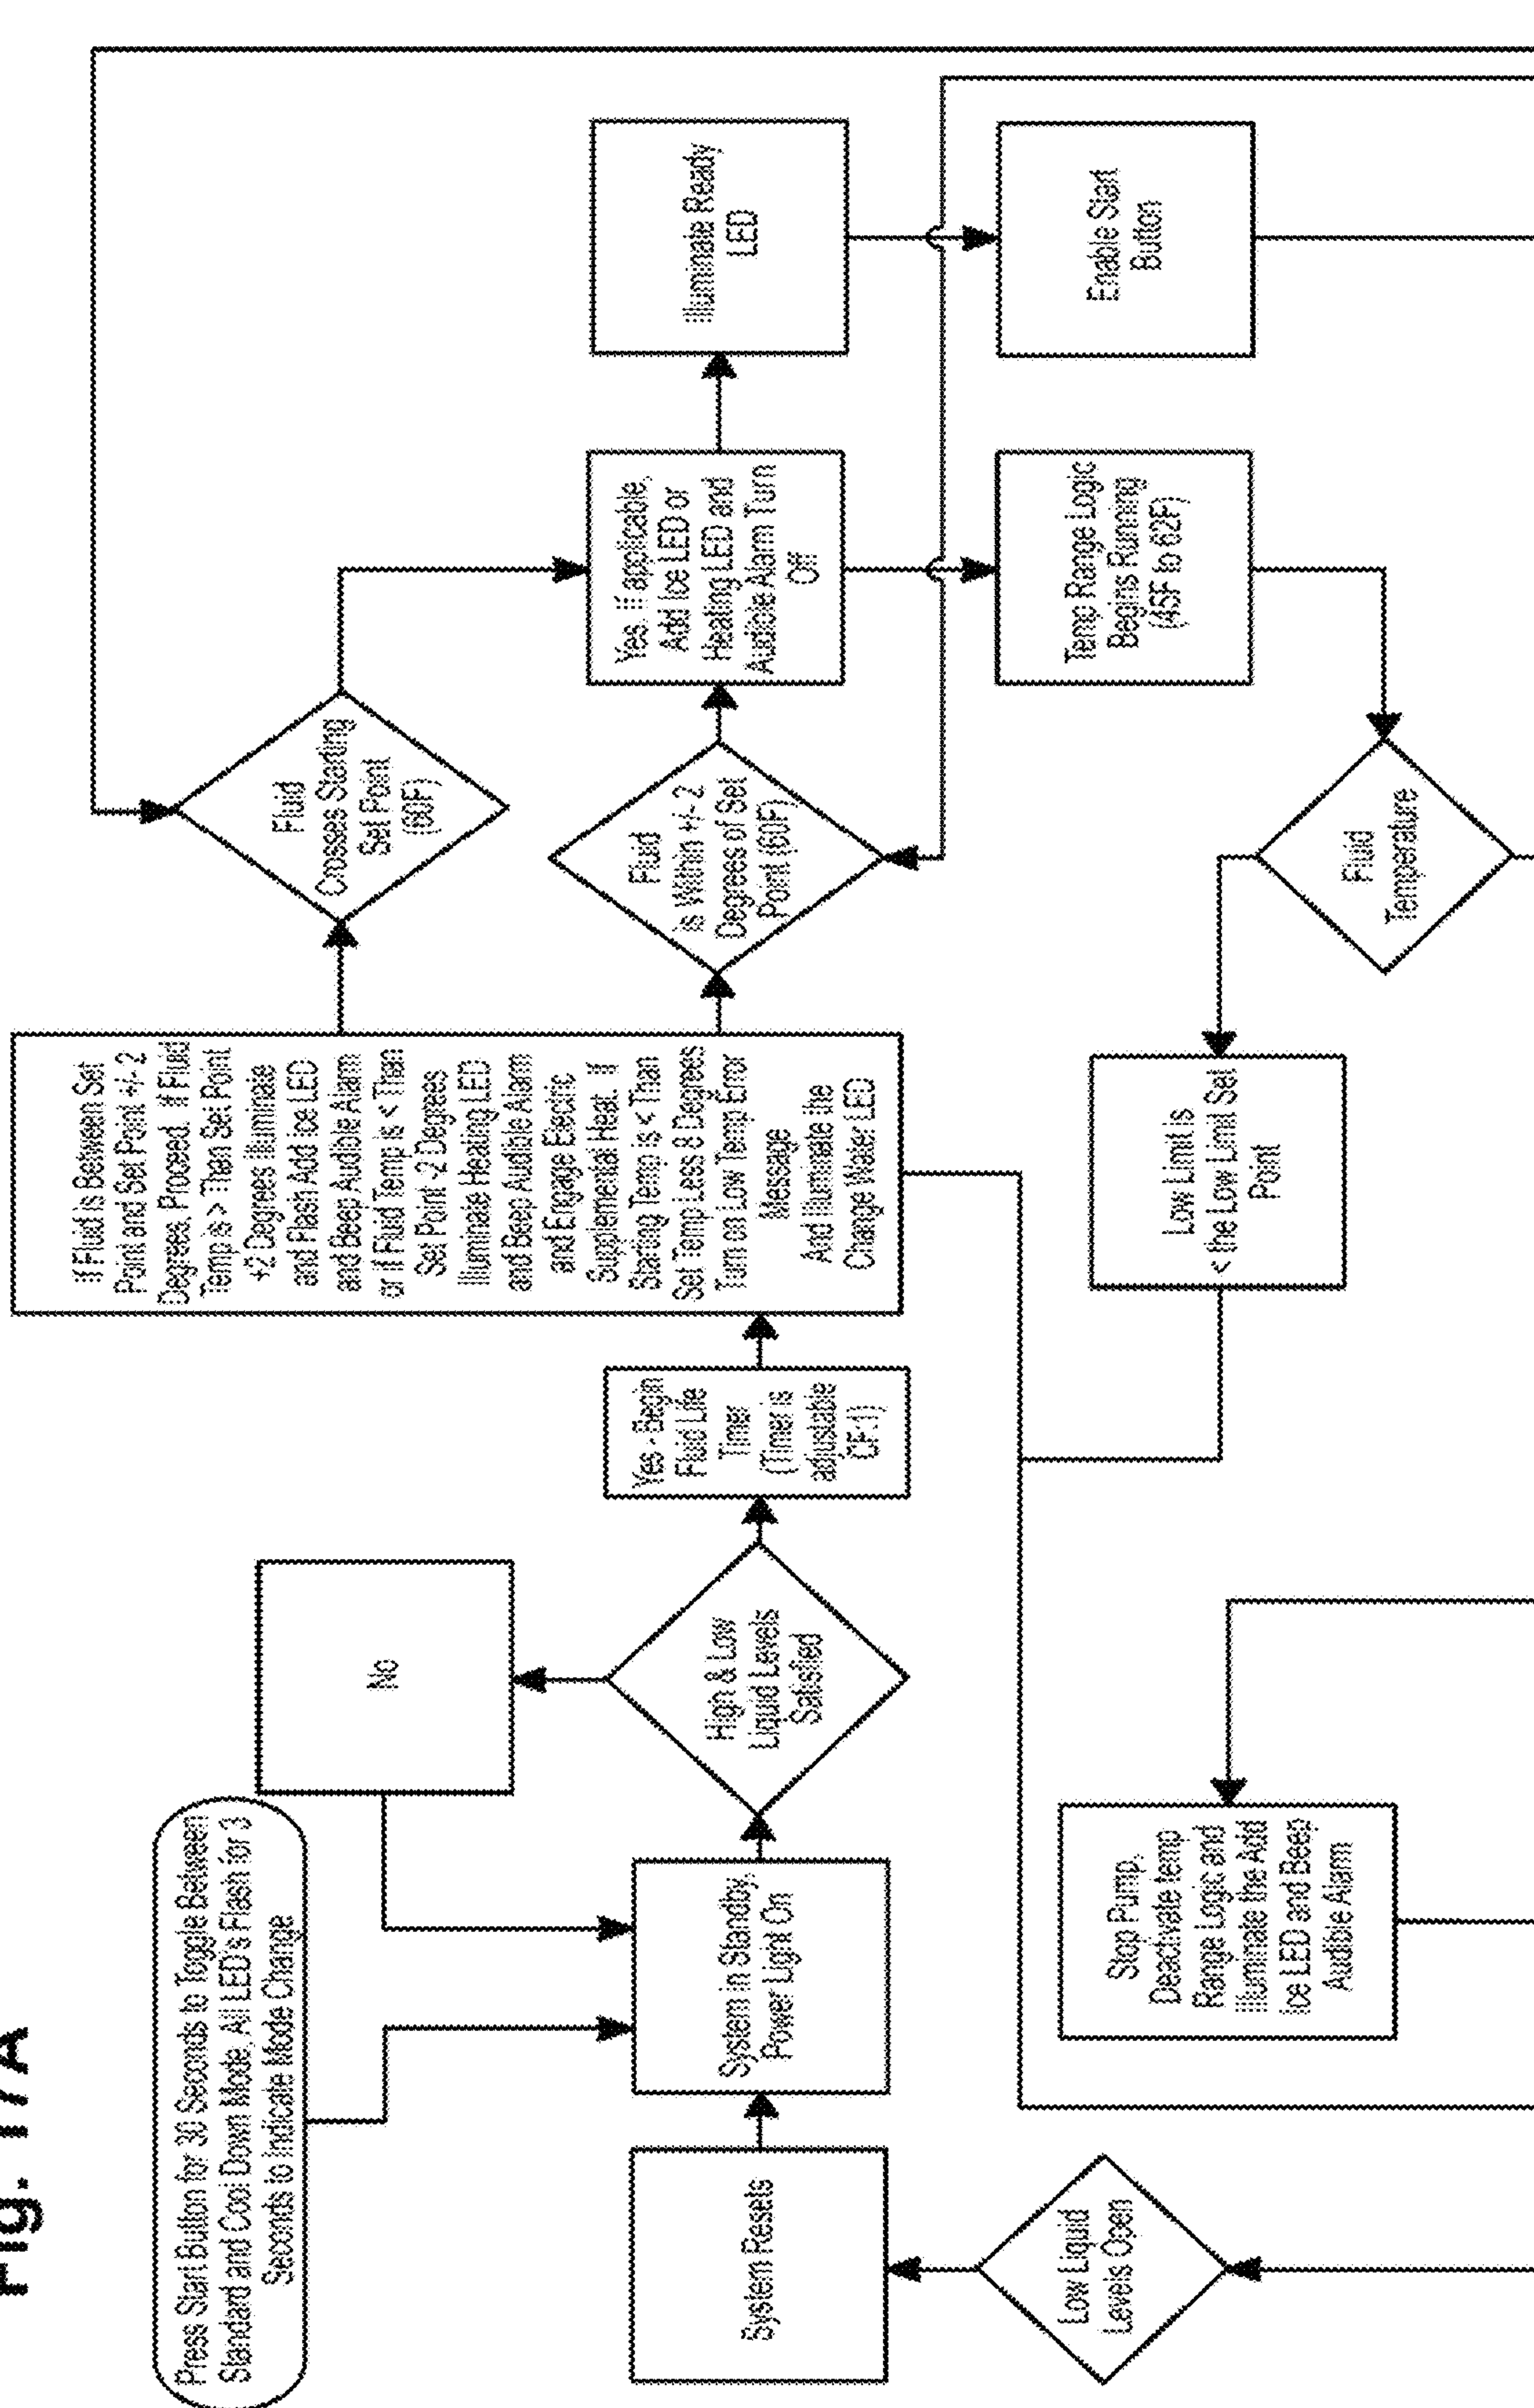 Fig. 17A
Press Start Button for 30 Seconds to Toggle Between
Standard and Cool Down Mode, All LED's Flash for 3
Seconds to Indicate Mode Change
System Resets
System in Standby,
Power Light On
No
High & Low
Liquid Levels
Satisfied
Yes - Begin
Fluid Life
Timer
(Timer is
adjustable
CF:1)
If Fluid is Between Set
Point and Set Point +/- 2
Degrees, Proceed. If Fluid
Temp is > Then Set Point
+2 Degrees Illuminate
and Flash Add Ice LED
and Beep Audible Alarm
or if Fluid Temp is < Than
Set Point -2 Degrees
Illuminate Heating LED
and Beep Audible Alarm
and Engage Electric
Supplemental Heat. If
Starting Temp is < Than
Set Temp Less 8 Degrees
Turn on Low Temp Error
Message
And Illuminate the
Change Water LED
Fluid
Crosses Starting
Set Point
(60F)
Fluid
is Within +/- 2
Degrees of Set
Point (60F)
Yes. If applicable,
Add Ice LED or
Heating LED and
Audible Alarm Turn
Off
Illuminate Ready
LED
Low Liquid
Levels Open
Stop Pump,
Deactivate temp
Range Logic and
Illuminate the Add
ice LED and Beep
Audible Alarm
Low Limit is
< the Low Limit Set
Point
Fluid
Temperature
Temp Range Logic
Begins Running
(45F to 62F)
Enable Start
Button